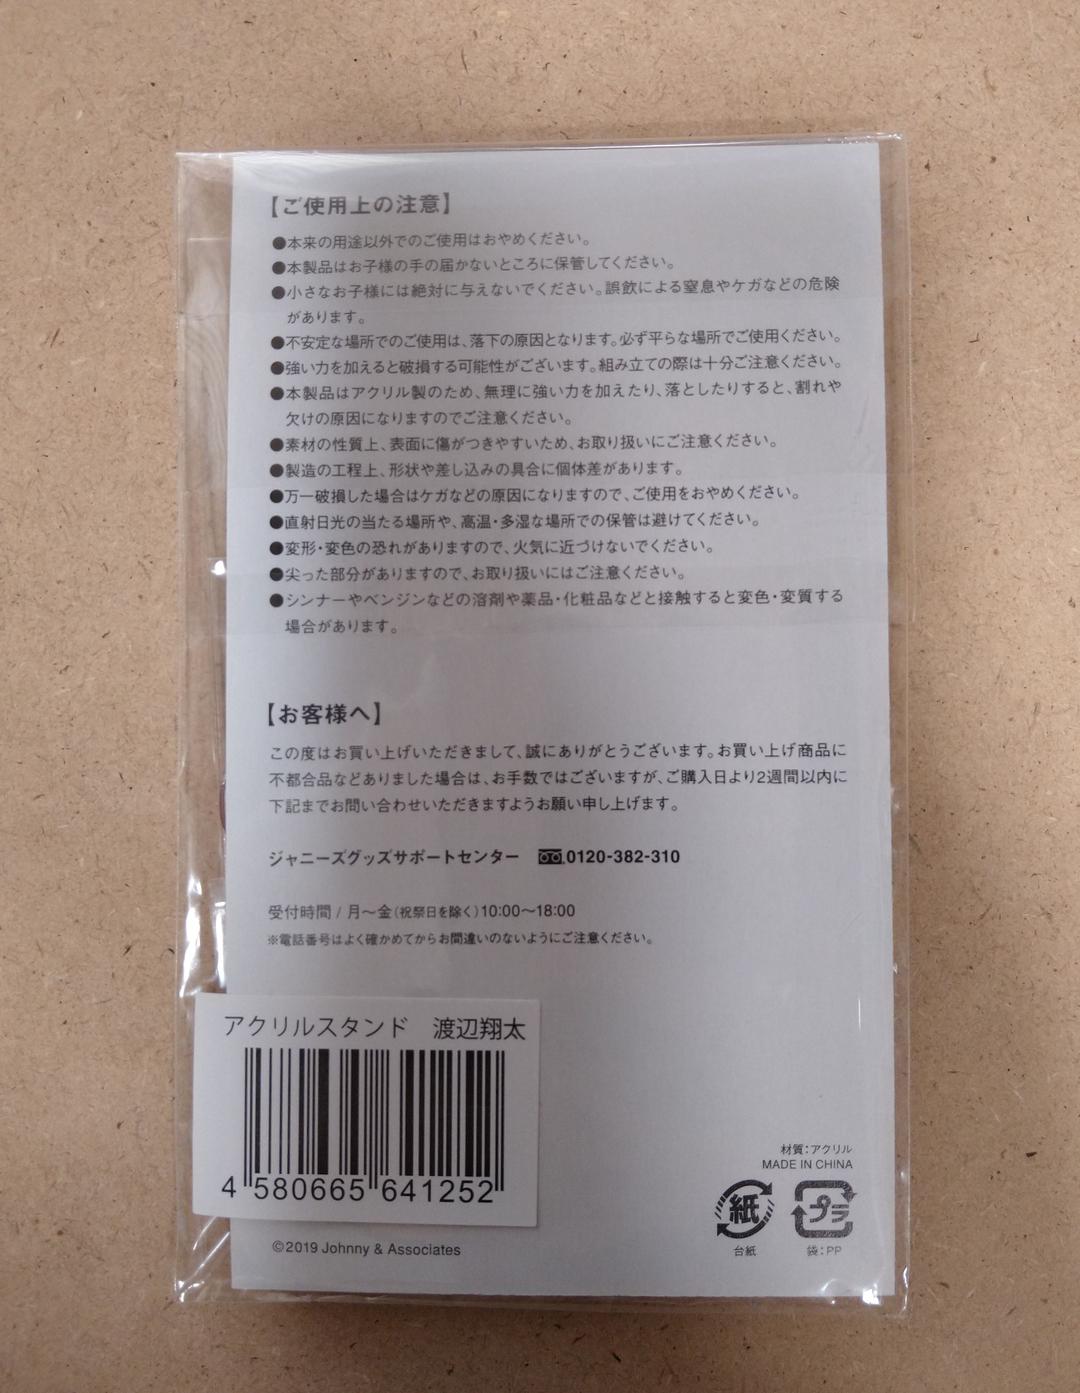 【ご使用上の注意】
●本来の用途以外でのご使用はおやめください。
●本製品はお子様の手の届かないところに保管してください。
●小さなお子様には絶対に与えないでください。誤飲による窒息やケガなどの危険
があります。
●不安定な場所でのご使用は、落下の原因となります。必ず平らな場所でご使用ください。
●強い力を加えると破損する可能性がございます。組み立ての際は十分ご注意ください。
●本製品はアクリル製のため、無理に強い力を加えたり、落としたりすると、割れや
欠けの原因になりますのでご注意ください。
●素材の性質上、表面に傷がつきやすいため、お取り扱いにご注意ください。
●製造の工程上、形状や差し込みの具合に個体差があります。
●万一破損した場合はケガなどの原因になりますので、ご使用をおやめください。
●直射日光の当たる場所や、高温・多湿な場所での保管は避けてください。
●変形・変色の恐れがありますので、火気に近づけないでください。
●尖った部分がありますので、お取り扱いにはご注意ください。
●シンナーやベンジンなどの溶剤や薬品・化粧品などと接触すると変色・変質する
場合があります。
【お客様へ】
この度はお買い上げいただきまして、誠にありがとうございます。お買い上げ商品に
不都合品などありました場合は、お手数ではございますが、ご購入日より2週間以内に
下記までお問い合わせいただきますようお願い申し上げます。
ジャニーズグッズサポートセンター 0120-382-310
受付時間 / 月〜金(祝祭日を除く)10:00〜18:00
※電話番号はよく確かめてからお間違いのないようにご注意ください。
アクリルスタンド 渡辺翔太
4 580665 641252
材質:アクリル
MADE IN CHINA
紙 プラ
台紙 袋:PP
©2019 Johnny & Associates